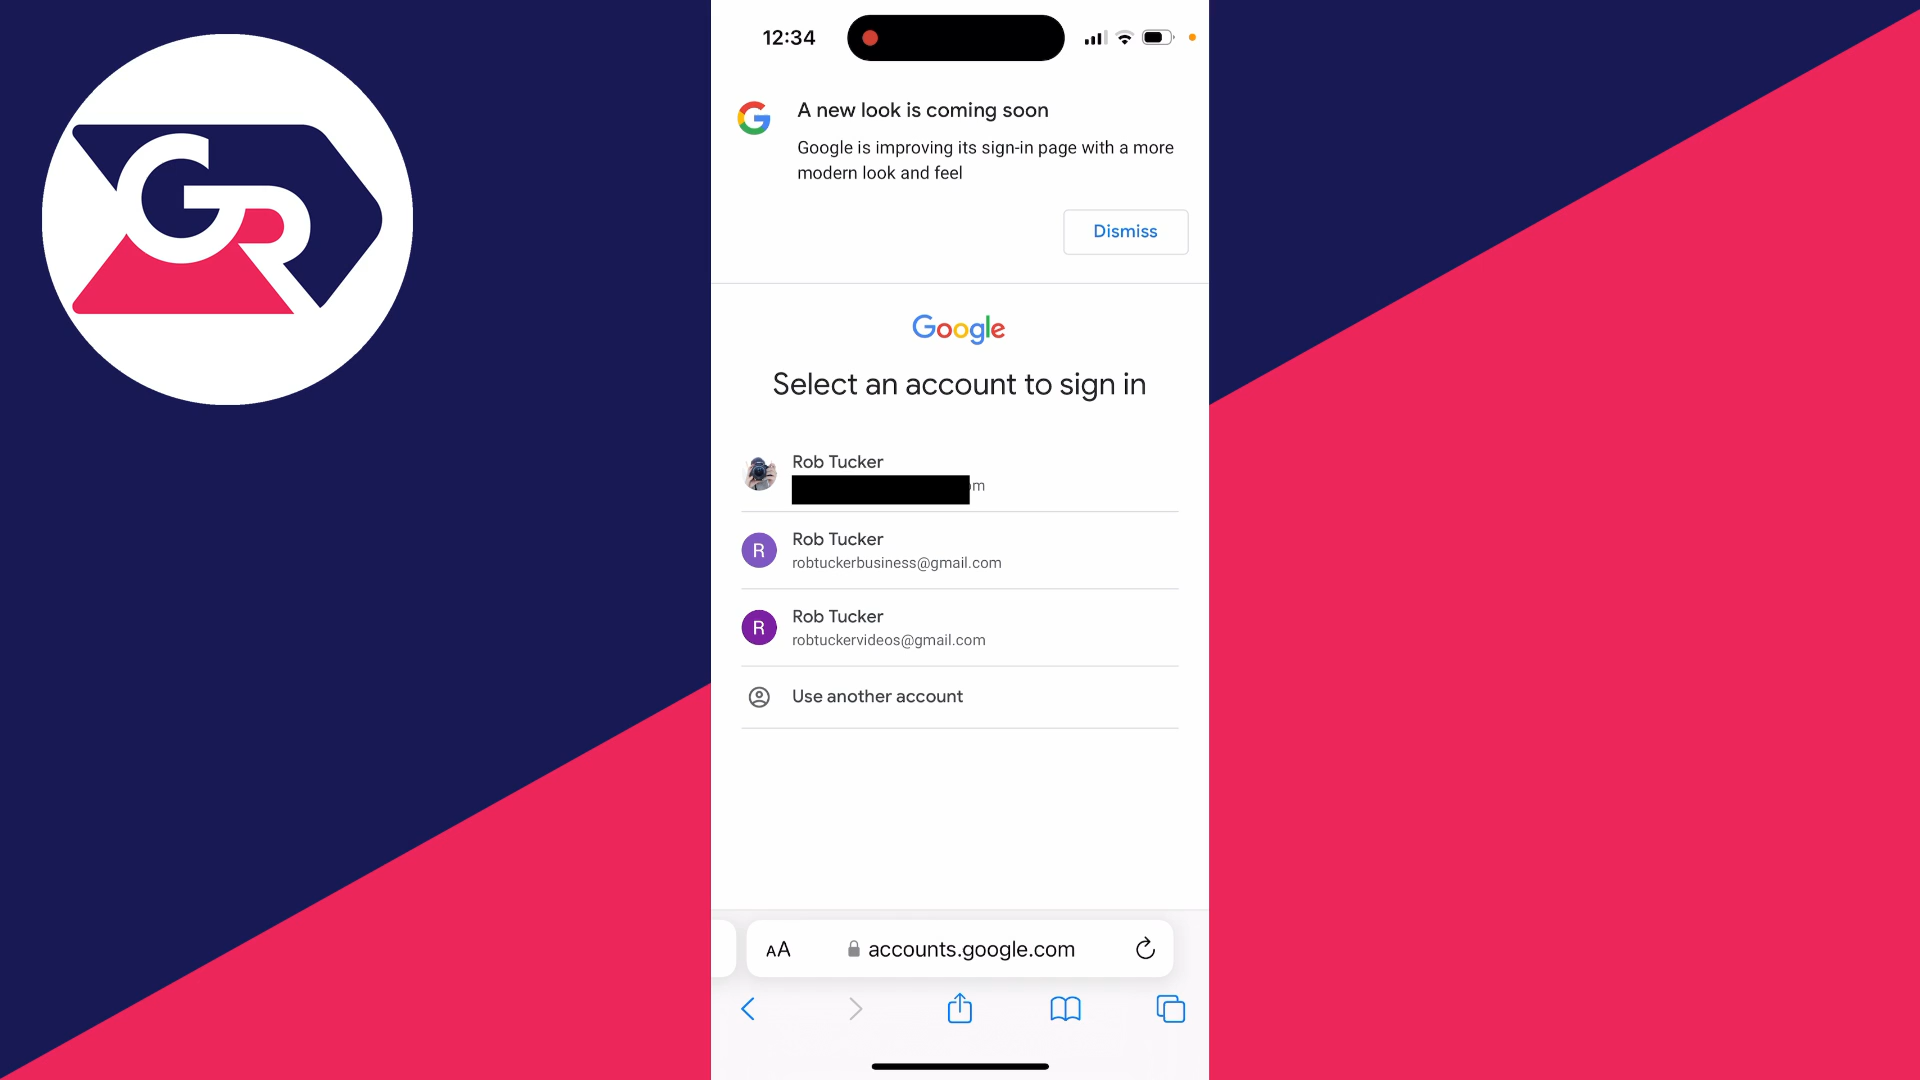 GR
12:34
A new look is coming soon
Google is improving its sign-in page with a more
modern look and feel
Dismiss
Google
Select an account to sign in
Rob Tucker
m
R
Rob Tucker
robtuckerbusiness@gmail.com
R
Rob Tucker
robtuckervideos@gmail.com
Use another account
AA
accounts.google.com